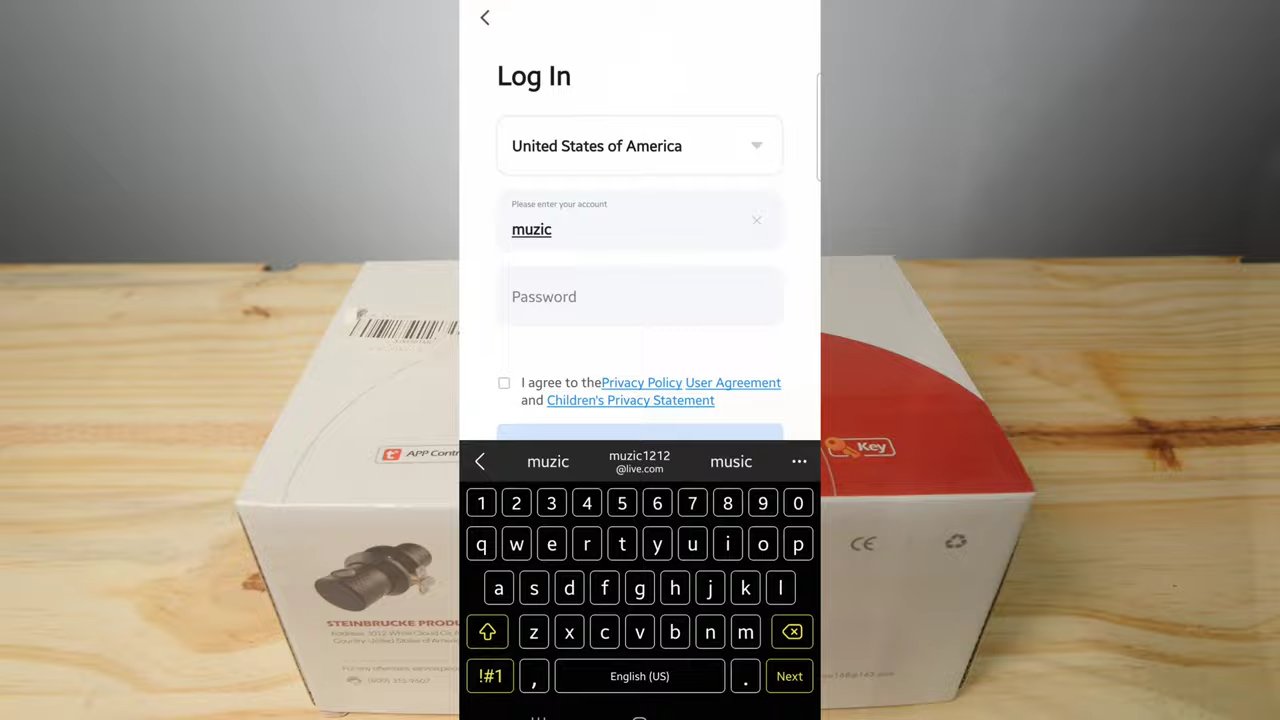 Log In
United States of America
Please enter your account
muzic
Password
I agree to thePrivacy Policy User Agreement
and Children's Privacy Statement
muzic
muzic1212
@live.com
music
1 2 3 4 5 6 7 8 9 0
q w e r t y u i o p
a s d f g h j k l
z x c v b n m
!#1 , English (US) . Next
APP Contr
Key
CE
STEINBRUCKE PRODU